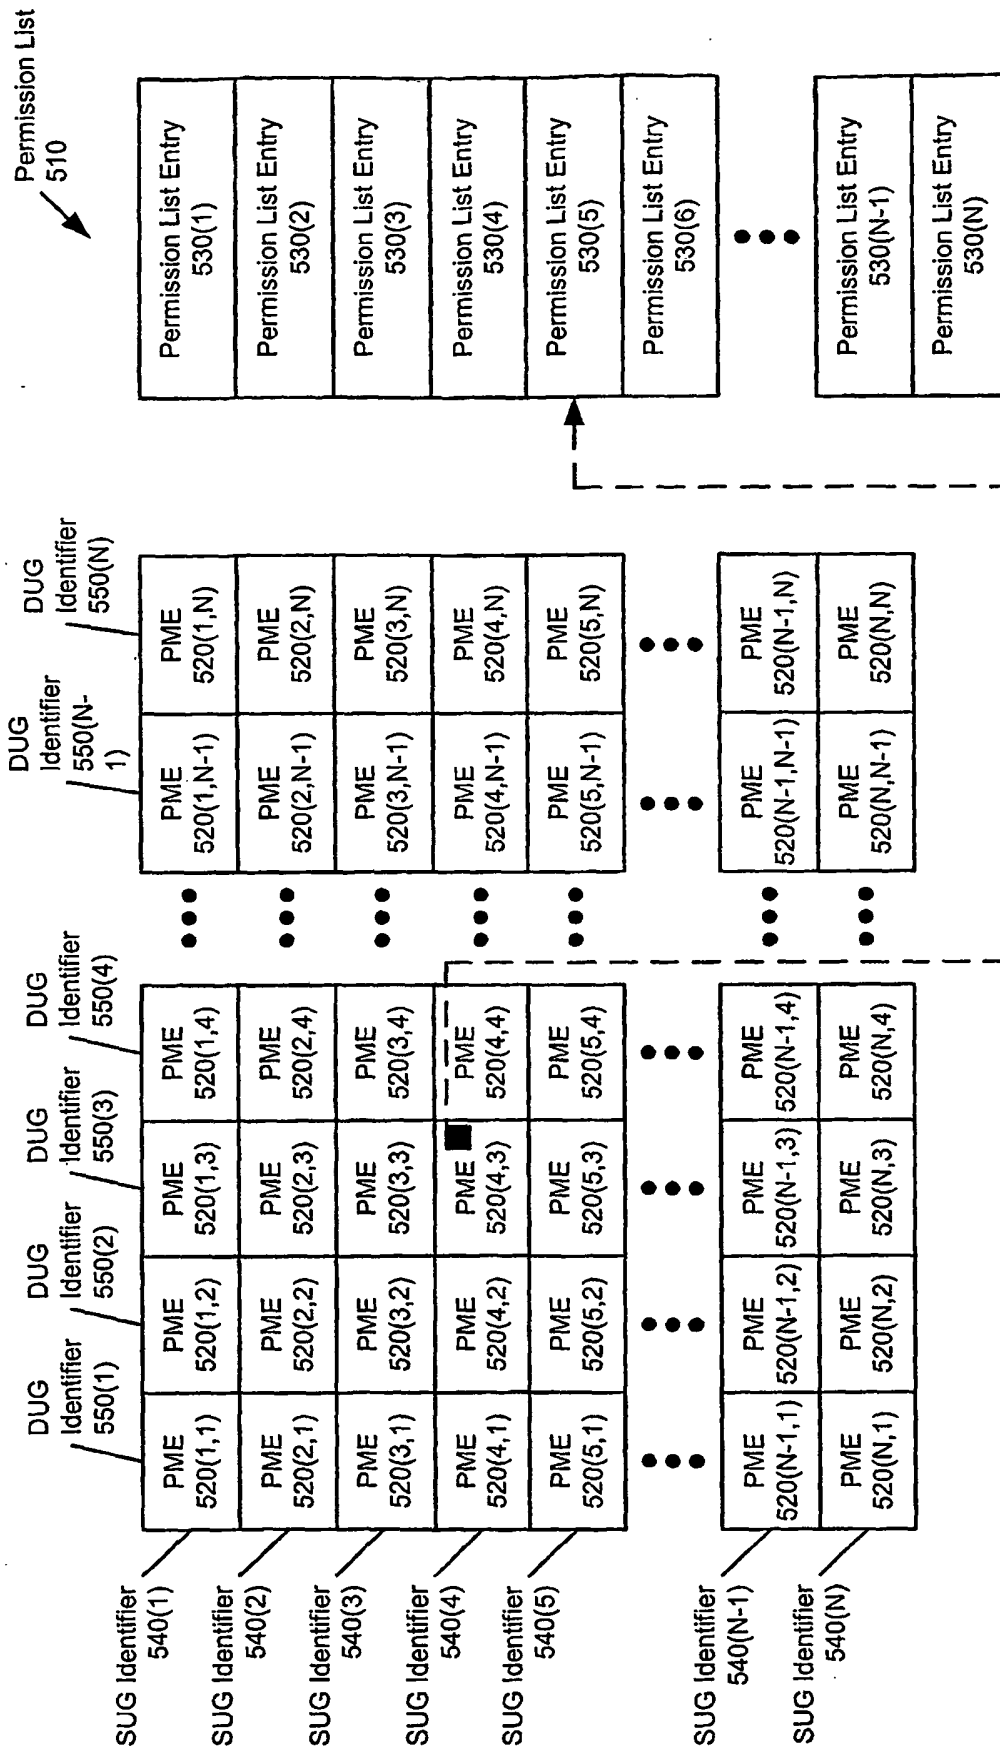 DUG
Identifier
550(1)
DUG
Identifier
550(2)
DUG
Identifier
550(3)
DUG
Identifier
550(4)
DUG
Identifier
550(N-
1)
DUG
Identifier
550(N)
Permission List
510
SUG Identifier
540(1)
PME
520(1,1)
PME
520(1,2)
PME
520(1,3)
PME
520(1,4)
PME
520(1,N-1)
PME
520(1,N)
SUG Identifier
540(2)
PME
520(2,1)
PME
520(2,2)
PME
520(2,3)
PME
520(2,4)
PME
520(2,N-1)
PME
520(2,N)
SUG Identifier
540(3)
PME
520(3,1)
PME
520(3,2)
PME
520(3,3)
PME
520(3,4)
PME
520(3,N-1)
PME
520(3,N)
SUG Identifier
540(4)
PME
520(4,1)
PME
520(4,2)
PME
520(4,3)
PME
520(4,4)
PME
520(4,N-1)
PME
520(4,N)
SUG Identifier
540(5)
PME
520(5,1)
PME
520(5,2)
PME
520(5,3)
PME
520(5,4)
PME
520(5,N-1)
PME
520(5,N)
SUG Identifier
540(N-1)
PME
520(N-1,1)
PME
520(N-1,2)
PME
520(N-1,3)
PME
520(N-1,4)
PME
520(N-1,N-1)
PME
520(N-1,N)
SUG Identifier
540(N)
PME
520(N,1)
PME
520(N,2)
PME
520(N,3)
PME
520(N,4)
PME
520(N,N-1)
PME
520(N,N)
Permission List Entry
530(1)
Permission List Entry
530(2)
Permission List Entry
530(3)
Permission List Entry
530(4)
Permission List Entry
530(5)
Permission List Entry
530(6)
Permission List Entry
530(N-1)
Permission List Entry
530(N)